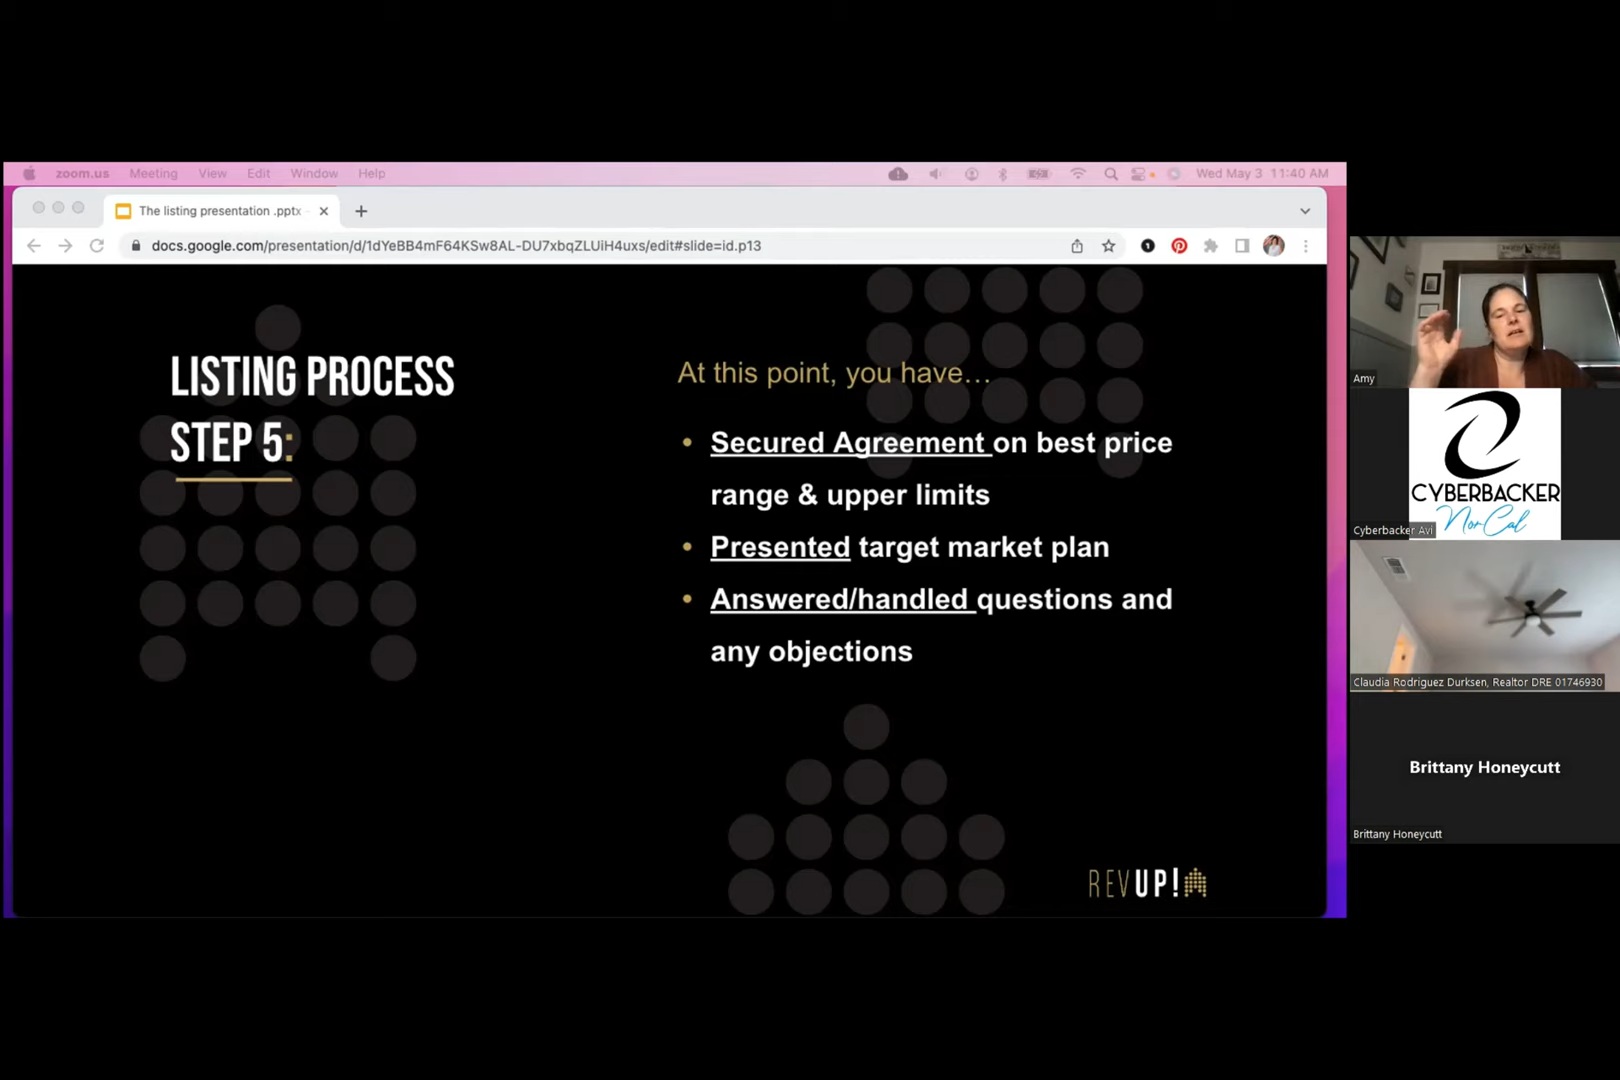 zoom.us Meeting View Edit Window Help Wed May 3 11:40 AM
The listing presentation .pptx
docs.google.com/presentation/d/1dYeBB4mF64KSw8AL-DU7xbqZLUiH4uxs/edit#slide=id.p13
LISTING PROCESS
STEP 5:
At this point, you have...
• Secured Agreement on best price
range & upper limits
• Presented target market plan
• Answered/handled questions and
any objections
REVUP!
Amy
CYBERBACKER
NorCal
Cyberbacker Avi
Claudia Rodriguez Durksen, Realtor DRE 01746930
Brittany Honeycutt
Brittany Honeycutt